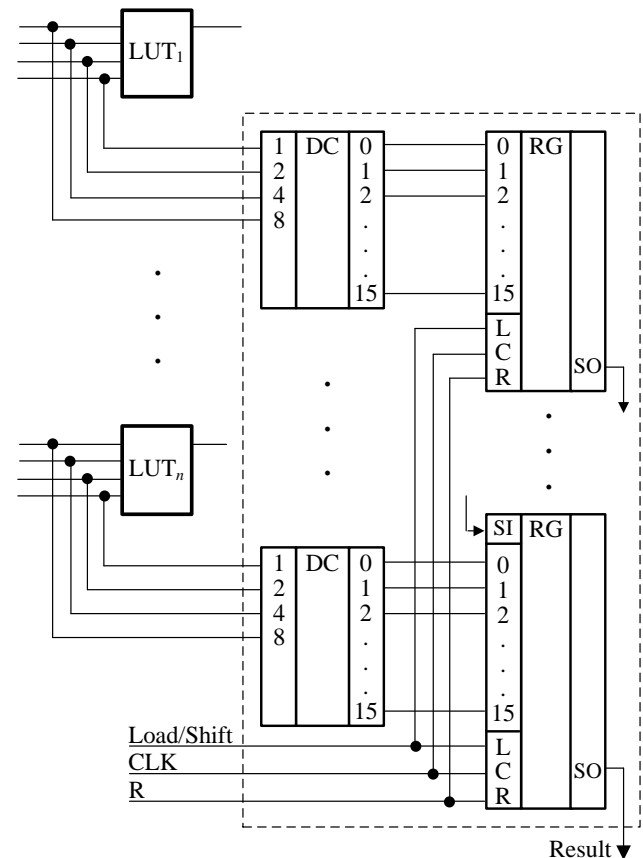 LUT1
1 DC 0 0 RG
2 1 1
4 2 2
8 . .
. .
. .
15 15
L
C SO
R
LUTn
SI RG
1 DC 0 0
2 1 1
4 2 2
8 . .
. .
. .
15 15
Load/Shift L
CLK C SO
R R
Result